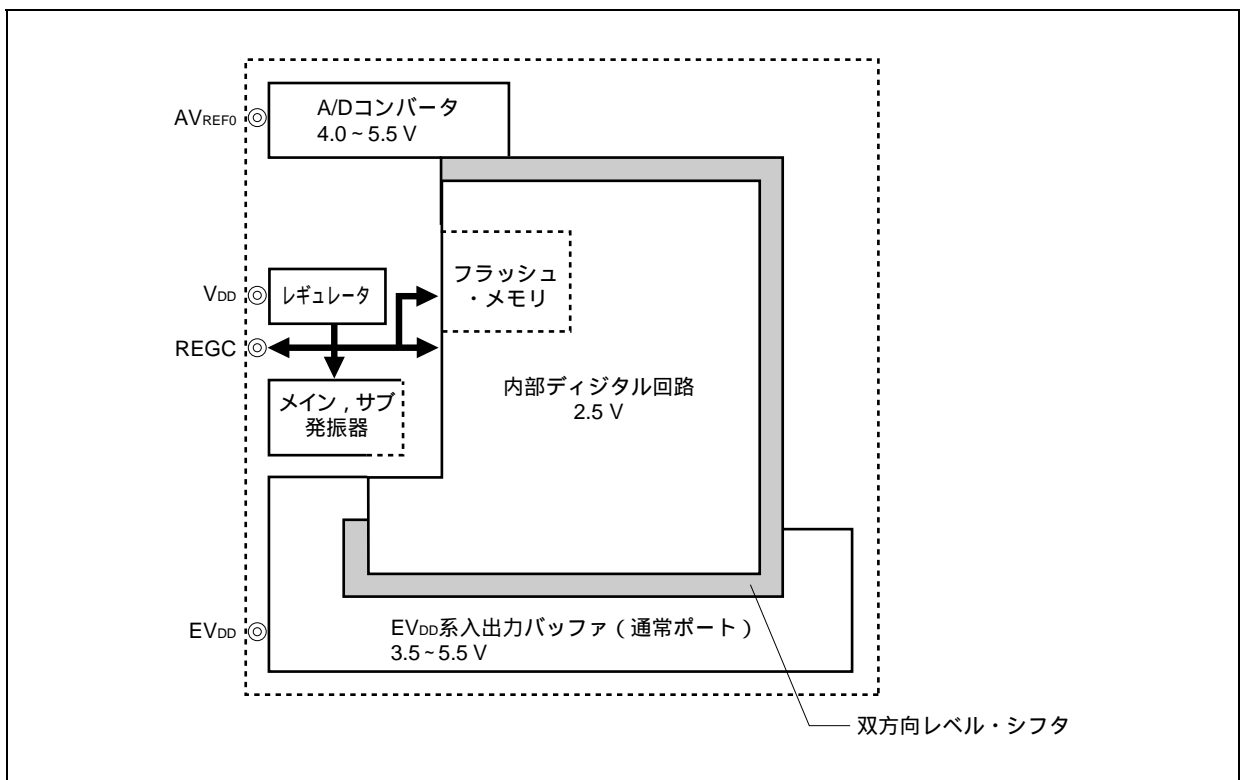 AVREF0
A/Dコンバータ
4.0~5.5 V
VDD
レギュレータ
フラッシュ
・メモリ
REGC
メイン,サブ
発振器
内部ディジタル回路
2.5 V
EVDD
EVDD系入出力バッファ(通常ポート)
3.5~5.5 V
双方向レベル・シフタ